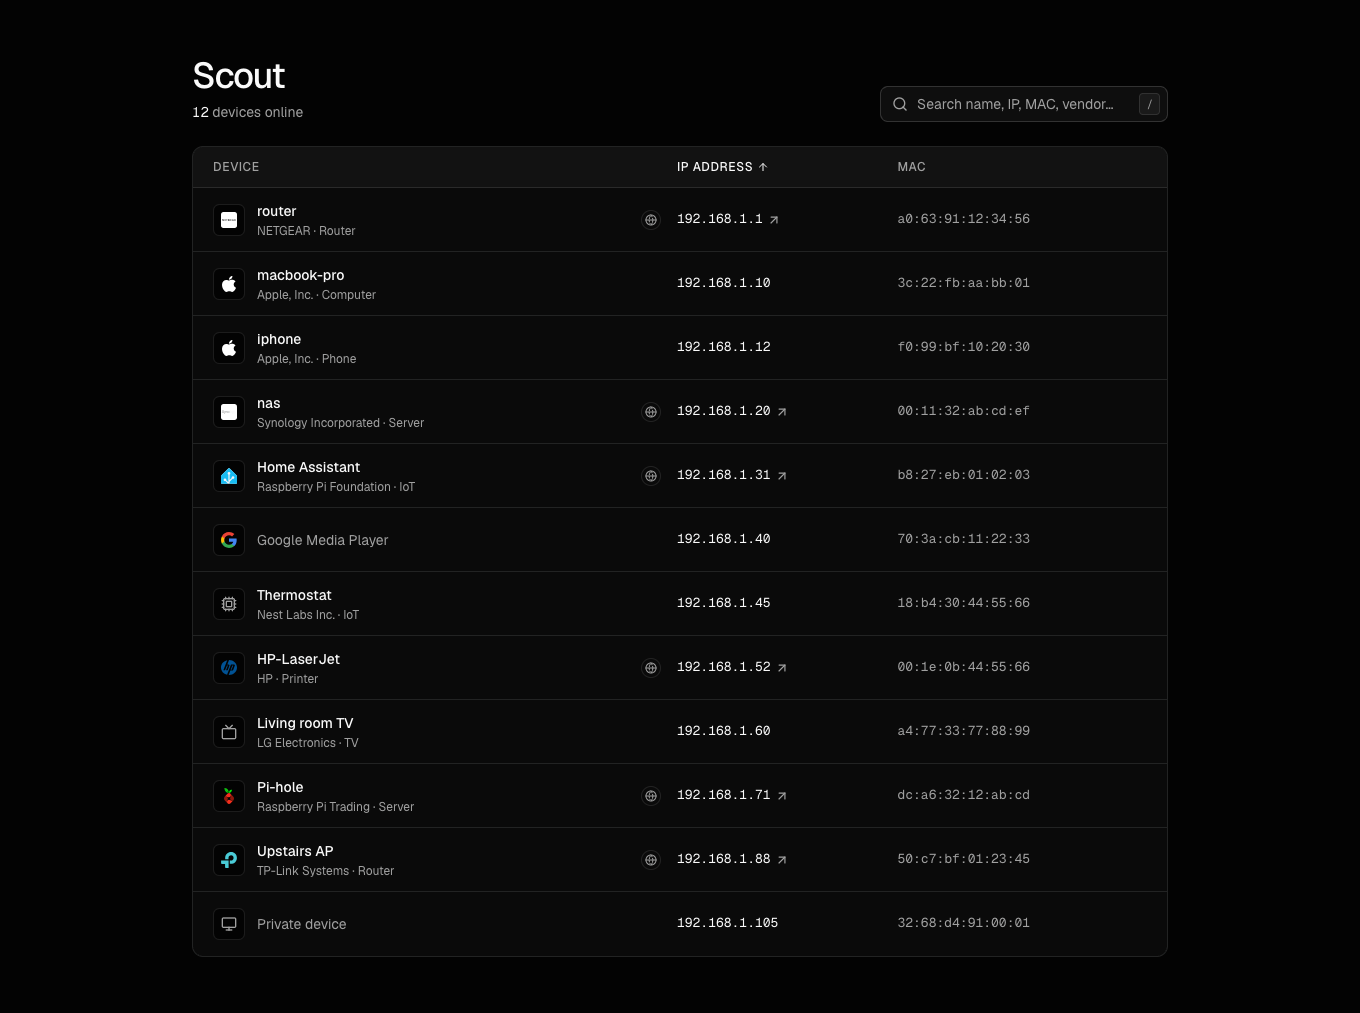 Scout
12 devices online
Search name, IP, MAC, vendor… /
DEVICE IP ADDRESS ↑ MAC
router
NETGEAR · Router
192.168.1.1 ↗ a0:63:91:12:34:56
macbook-pro
Apple, Inc. · Computer
192.168.1.10 3c:22:fb:aa:bb:01
iphone
Apple, Inc. · Phone
192.168.1.12 f0:99:bf:10:20:30
nas
Synology Incorporated · Server
192.168.1.20 ↗ 00:11:32:ab:cd:ef
Home Assistant
Raspberry Pi Foundation · IoT
192.168.1.31 ↗ b8:27:eb:01:02:03
Google Media Player
192.168.1.40 70:3a:cb:11:22:33
Thermostat
Nest Labs Inc. · IoT
192.168.1.45 18:b4:30:44:55:66
hp
HP-LaserJet
HP · Printer
192.168.1.52 ↗ 00:1e:0b:44:55:66
Living room TV
LG Electronics · TV
192.168.1.60 a4:77:33:77:88:99
Pi-hole
Raspberry Pi Trading · Server
192.168.1.71 ↗ dc:a6:32:12:ab:cd
Upstairs AP
TP-Link Systems · Router
192.168.1.88 ↗ 50:c7:bf:01:23:45
Private device
192.168.1.105 32:68:d4:91:00:01